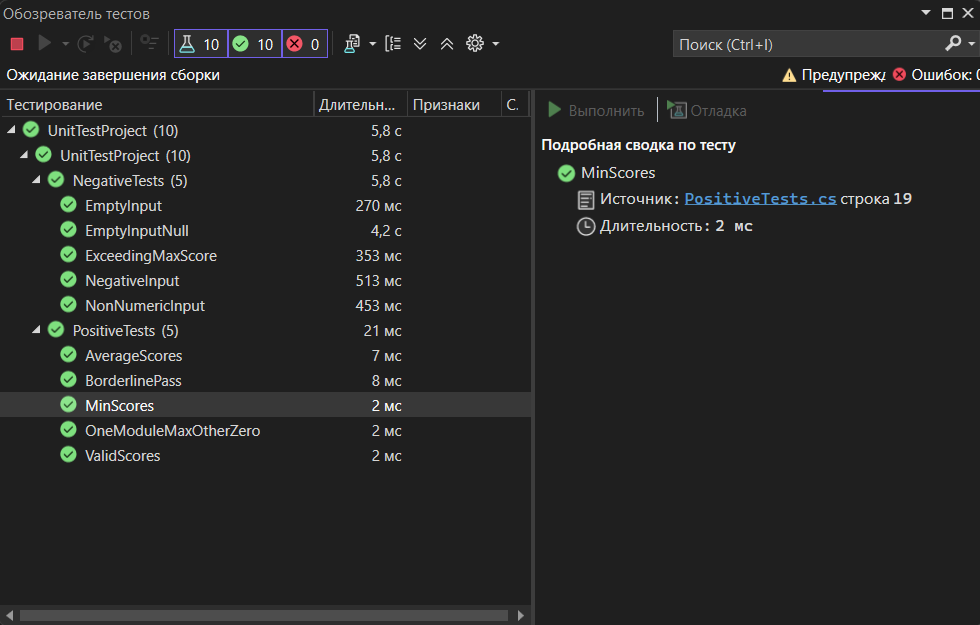 Обозреватель тестов
10 10 0 Поиск (Ctrl+I)
Ожидание завершения сборки Предупрежд Ошибок: 0
Тестирование Длительн... Признаки С.
UnitTestProject (10) 5,8 с
UnitTestProject (10) 5,8 с
NegativeTests (5) 5,8 с
EmptyInput 270 мс
EmptyInputNull 4,2 с
ExceedingMaxScore 353 мс
NegativeInput 513 мс
NonNumericInput 453 мс
PositiveTests (5) 21 мс
AverageScores 7 мс
BorderlinePass 8 мс
MinScores 2 мс
OneModuleMaxOtherZero 2 мс
ValidScores 2 мс
Выполнить Отладка
Подробная сводка по тесту
MinScores
Источник: PositiveTests.cs строка 19
Длительность: 2 мс